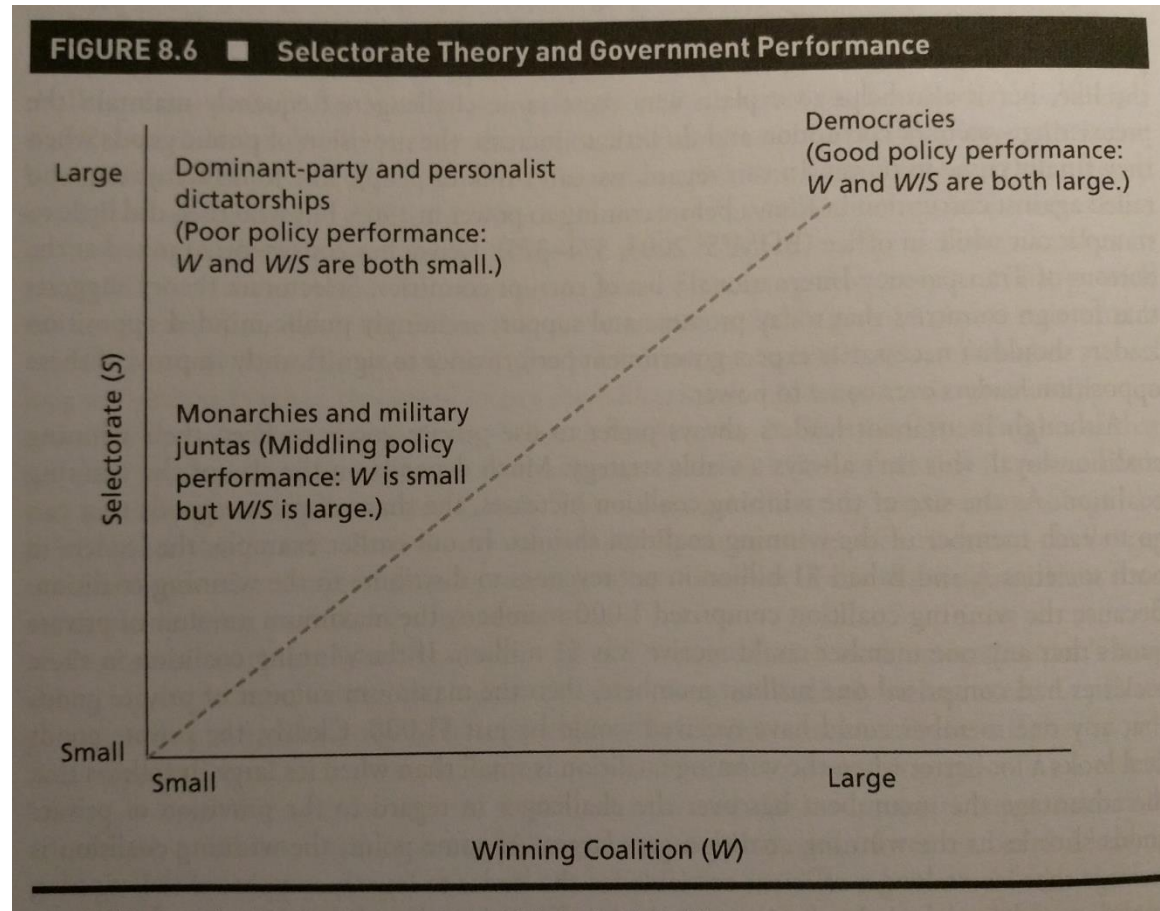 FIGURE 8.6 ■ Selectorate Theory and Government Performance
Large
Dominant-party and personalist
dictatorships
(Poor policy performance:
W and W/S are both small.)
Democracies
(Good policy performance:
W and W/S are both large.)
Selectorate (S)
Monarchies and military
juntas (Middling policy
performance: W is small
but W/S is large.)
Small
Small
Large
Winning Coalition (W)